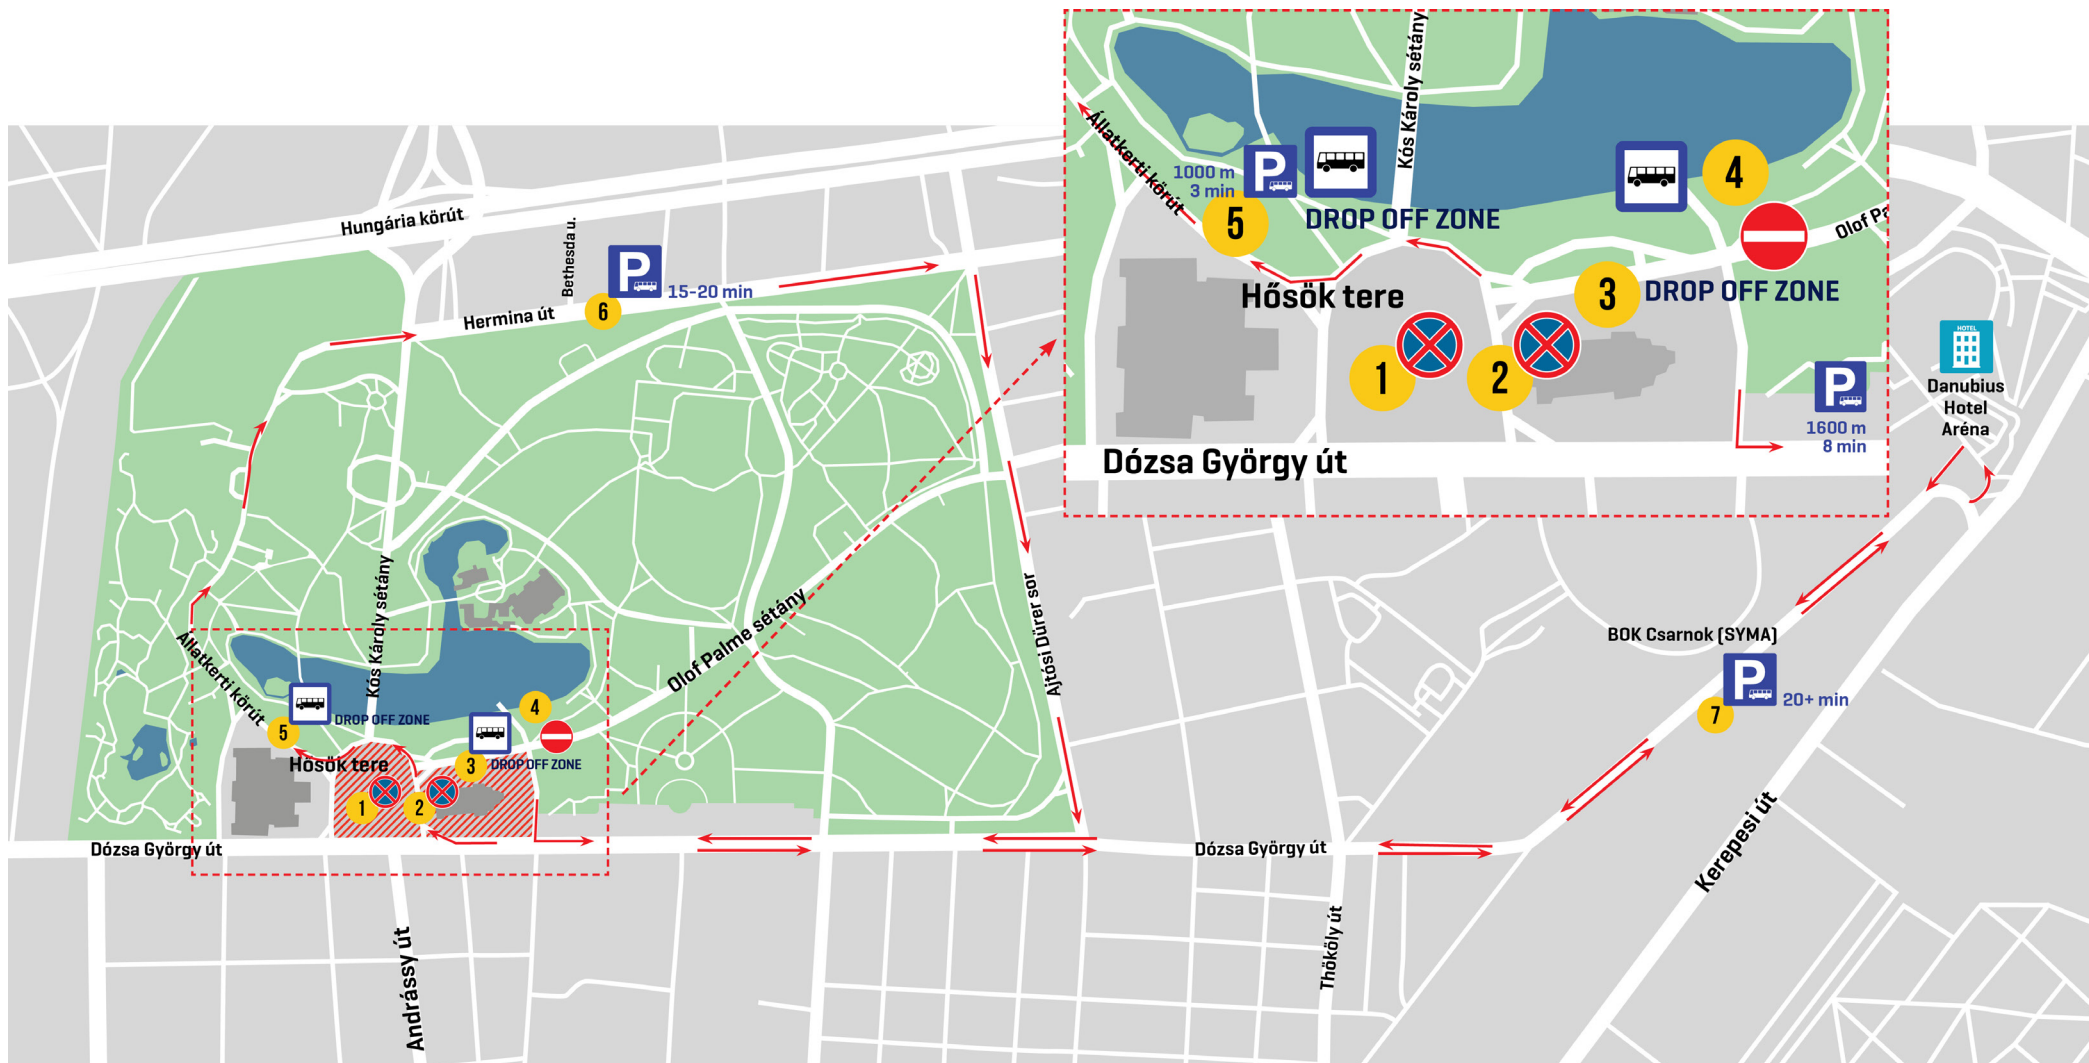 Hungária körút
Bethesda u.
P
15-20 min
6
Hermina út
Kós Károly sétány
Állatkerti körút
DROP OFF ZONE
5
4
3
DROP OFF ZONE
Hősök tere
1
2
Olof Palme sétány
Ajtósi Dürer sor
Dózsa György út
Andrássy út
Dózsa György út
Thököly út
Kerepesi út
BOK Csarnok (SYMA)
P
20+ min
7
HOTEL
Danubius
Hotel
Aréna
Kós Károly sétány
Állatkerti körút
1000 m
3 min
P
5
DROP OFF ZONE
4
Olof Pa
3
DROP OFF ZONE
Hősök tere
1
2
P
1600 m
8 min
Dózsa György út